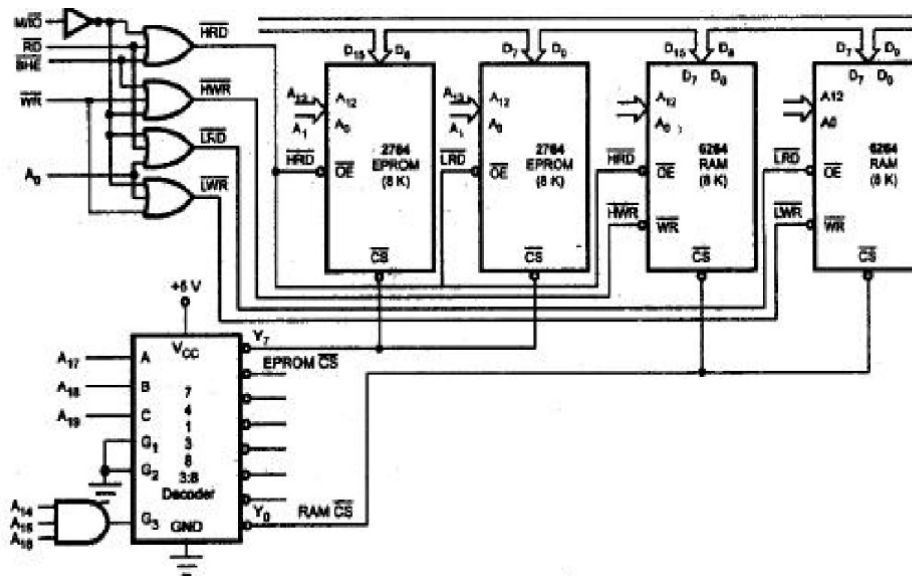 M/IO
RD
BHE
WR
A0
HRD
HWR
LRD
LWR
D15 D8
D7 D0
D15 D8
D7 D0
D7 D0
A13 A12
A1 A0
HRD OE
2764
EPROM
(8 K)
CS
A13 A12
A1 A0
LRD OE
2764
EPROM
(8 K)
CS
A12
A0
HRD OE
HWR WR
6264
RAM
(8 K)
CS
A12
A0
LRD OE
LWR WR
6264
RAM
(8 K)
CS
+5 V
VCC
A17 A
A18 B
A19 C
G1
G2
G3
7
4
1
3
8
3:8
Decoder
GND
Y7
EPROM CS
Y0
RAM CS
A14